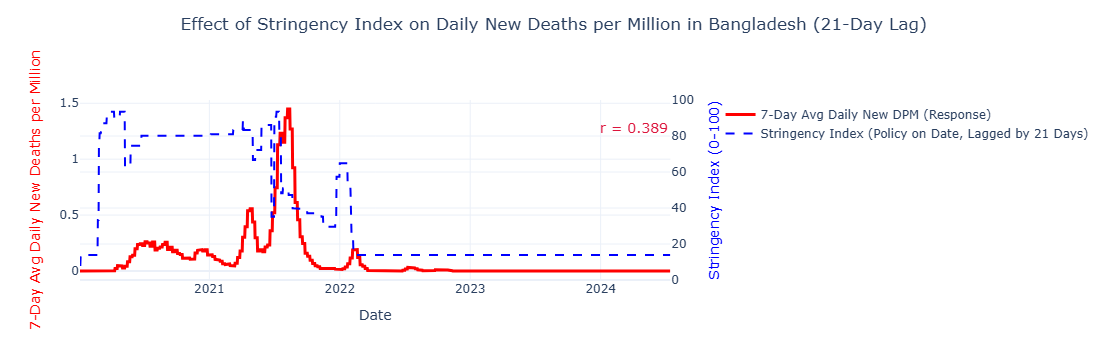 Effect of Stringency Index on Daily New Deaths per Million in Bangladesh (21-Day Lag)
7-Day Avg Daily New Deaths per Million
1.5
1
0.5
0
100
80
60
40
20
0
Stringency Index (0–100)
r = 0.389
7-Day Avg Daily New DPM (Response)
Stringency Index (Policy on Date, Lagged by 21 Days)
2021
2022
2023
2024
Date